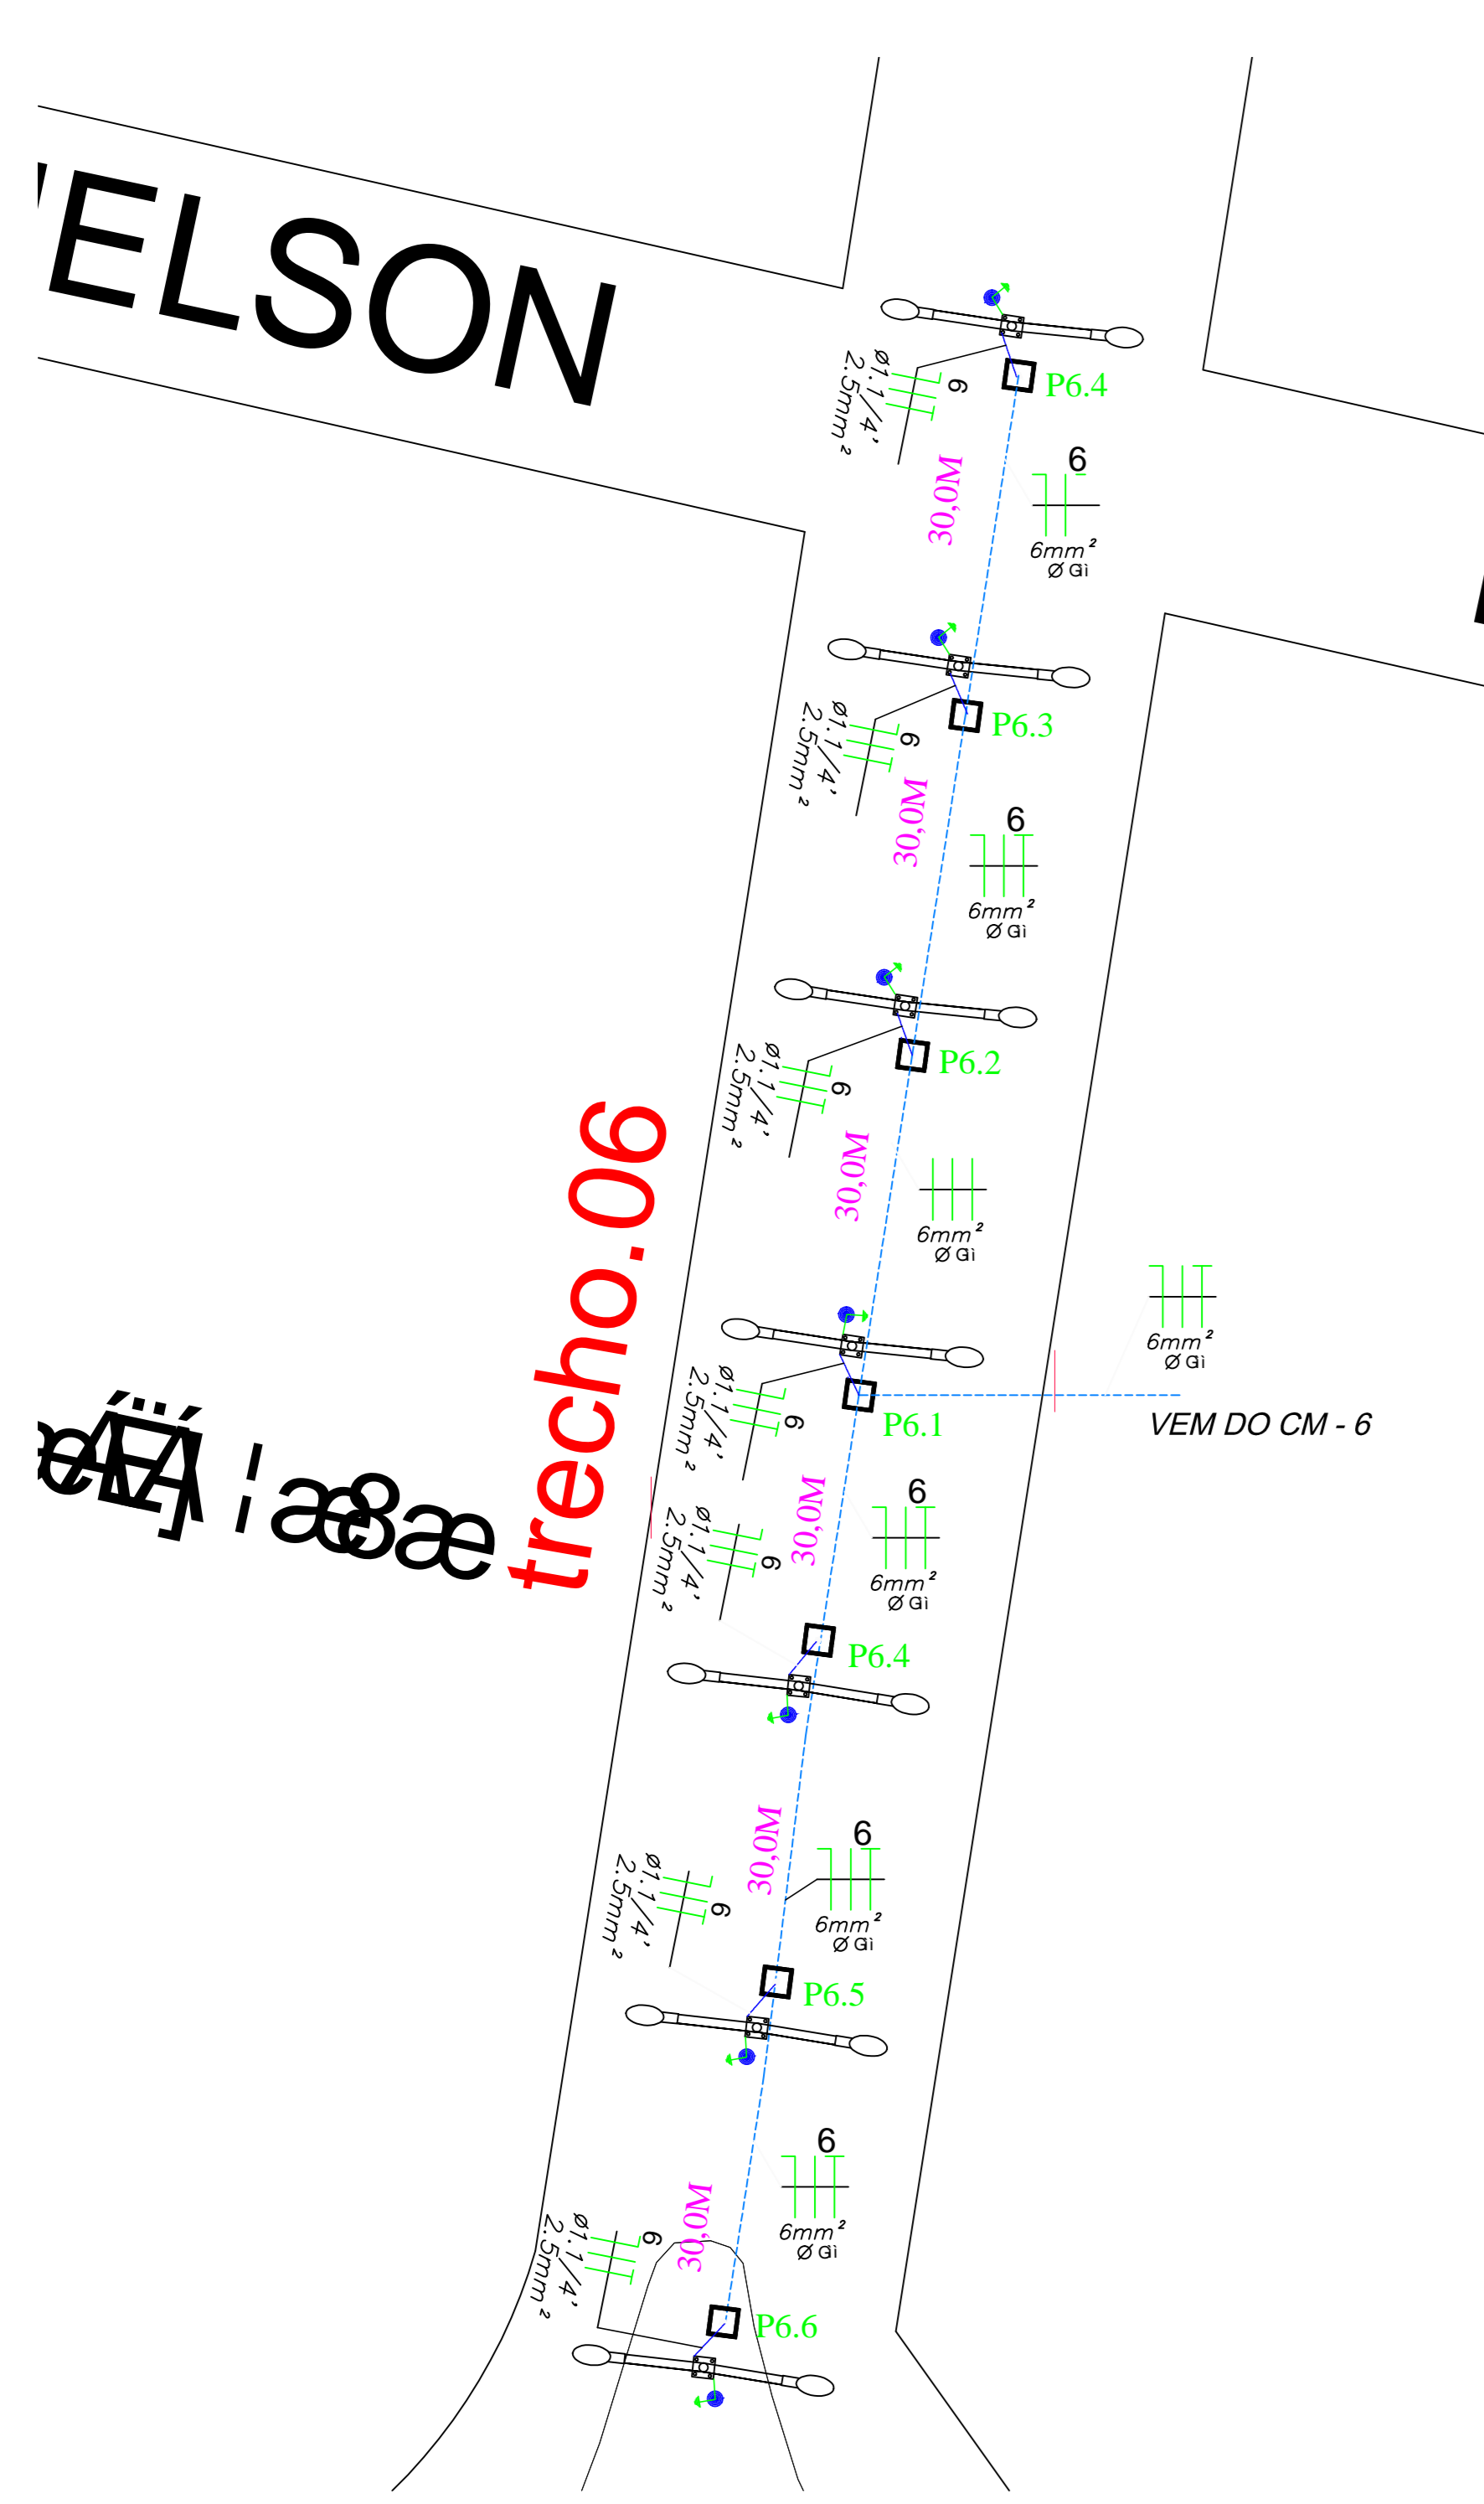 ELSON
6
ø1.1/4'
2.5mm²
P6.4
30,0M
6
6mm²
Ø Gi
6
ø1.1/4'
2.5mm²
P6.3
30,0M
6
6mm²
Ø Gi
6
ø1.1/4'
2.5mm²
P6.2
trecho.06
30,0M
6mm²
Ø Gi
6mm²
Ø Gi
6
ø1.1/4'
2.5mm²
P6.1
VEM DO CM - 6
30,0M
6
6mm²
Ø Gi
6
ø1.1/4'
2.5mm²
P6.4
30,0M
6
6mm²
Ø Gi
6
ø1.1/4'
2.5mm²
P6.5
30,0M
6
6mm²
Ø Gi
6
ø1.1/4'
2.5mm²
P6.6